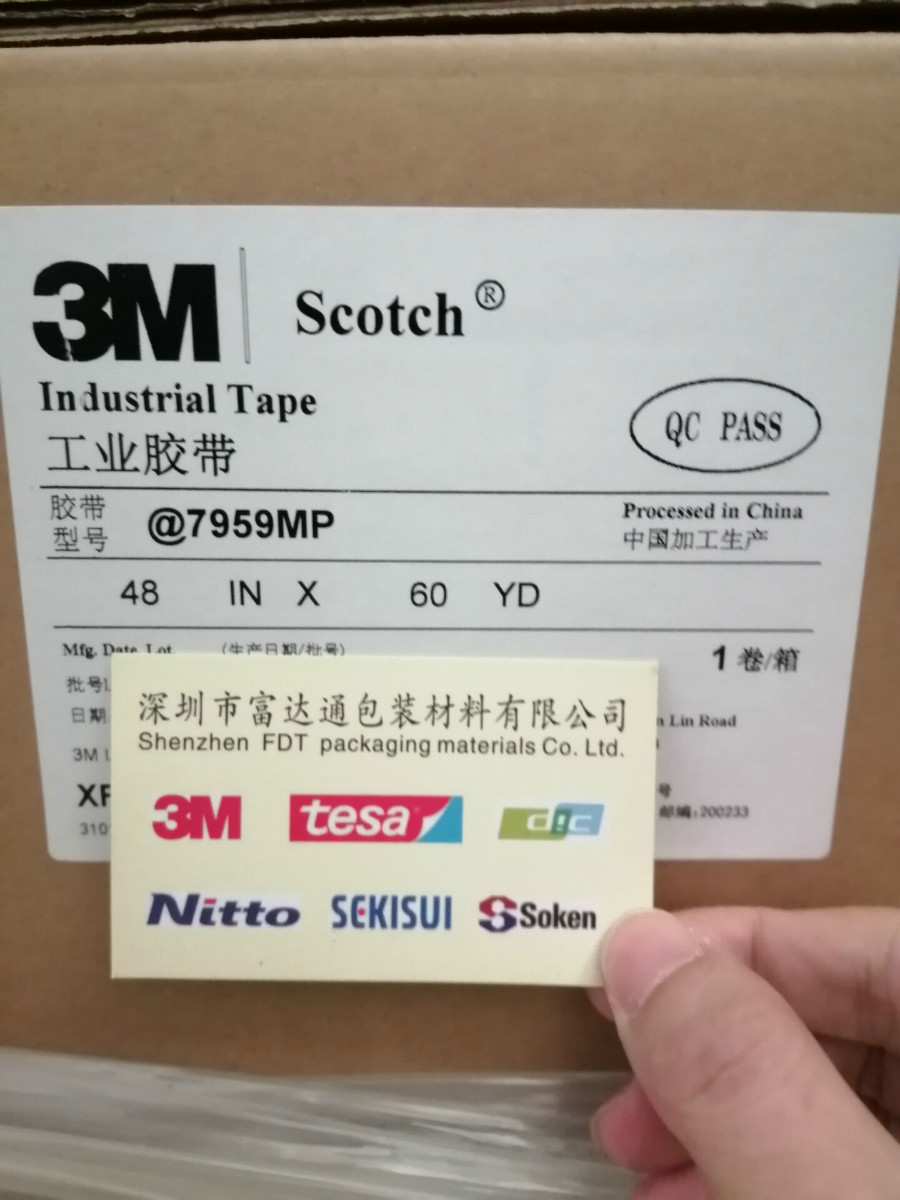 3M
Scotch®
Industrial Tape
工业胶带
QC PASS
胶带
型号
@7959MP
Processed in China
中国加工生产
48 IN X 60 YD
Mfg. Date Lot (生产日期/批号)
1 卷/箱
批号
日期
Lin Road
3M
号
邮编:200233
深圳市富达通包装材料有限公司
Shenzhen FDT packaging materials Co. Ltd.
3M
tesa
dic
Nitto
SEKISUI
Soken